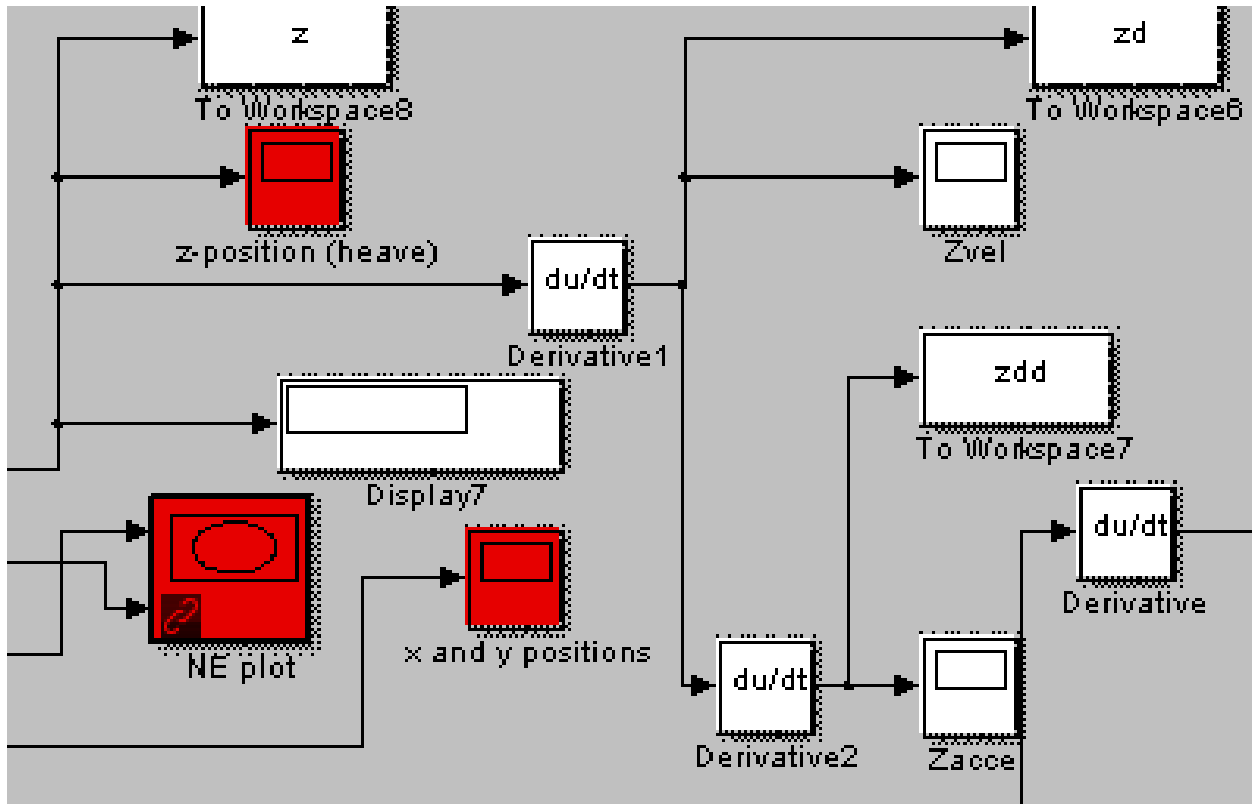 z
zd
To Workspace8
To Workspace6
z-position (heave)
Zvel
du/dt
Derivative1
zdd
To Workspace7
Display7
du/dt
Derivative
NE plot
x and y positions
du/dt
Derivative2
Zacce